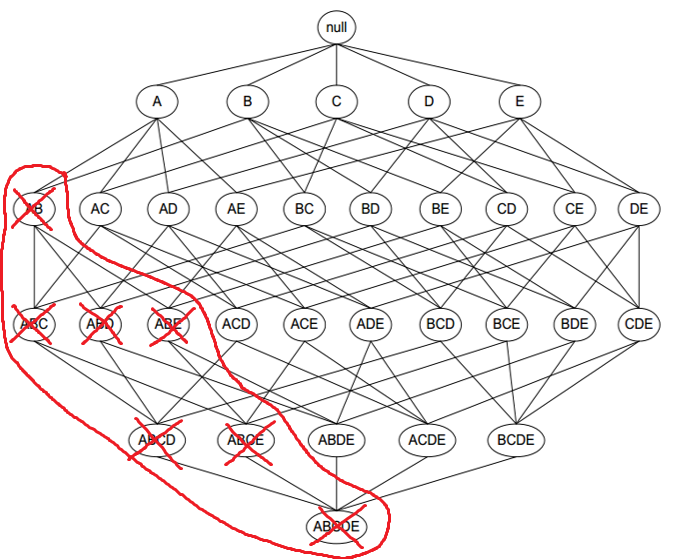 null
A B C D E
AB AC AD AE BC BD BE CD CE DE
ABC ABD ABE ACD ACE ADE BCD BCE BDE CDE
ABCD ABCE ABDE ACDE BCDE
ABCDE